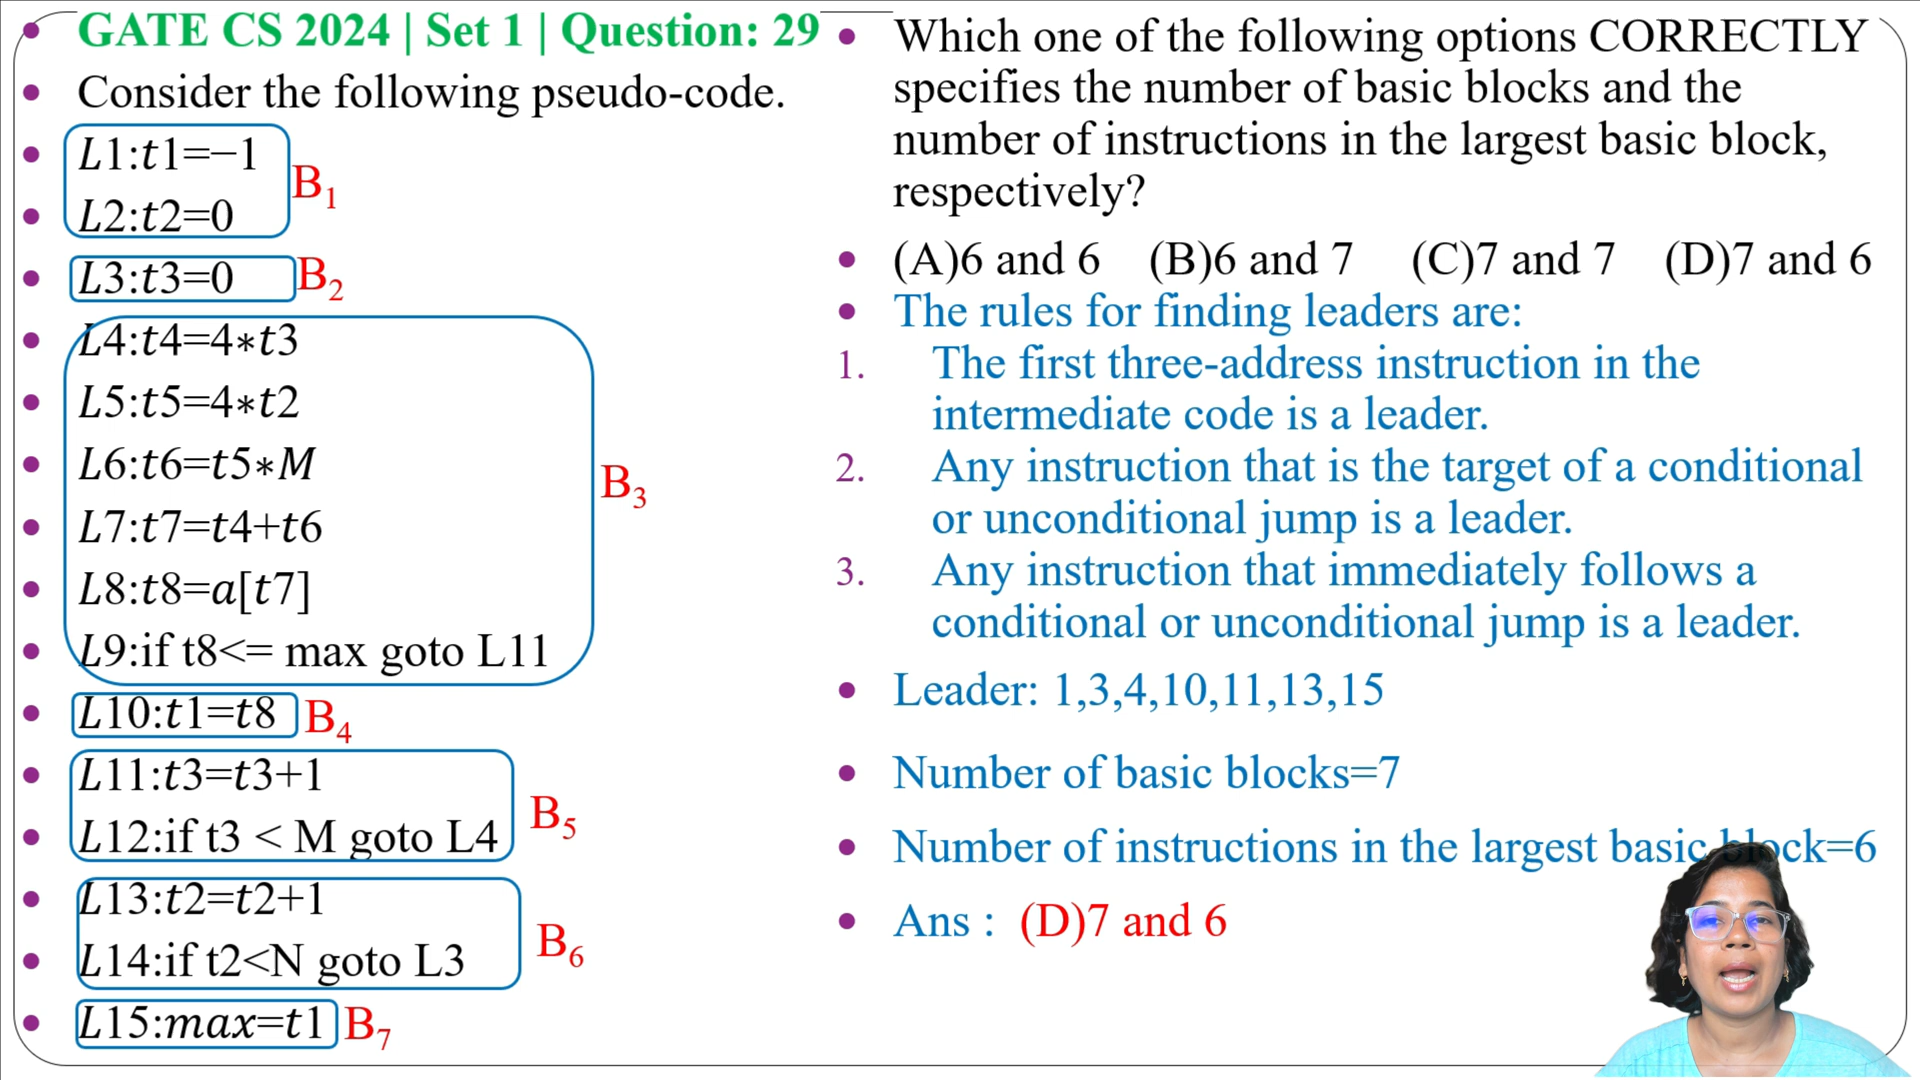 GATE CS 2024 | Set 1 | Question: 29
Consider the following pseudo-code.
L1:t1=−1
L2:t2=0
B1
L3:t3=0
B2
L4:t4=4∗t3
L5:t5=4∗t2
L6:t6=t5∗M
L7:t7=t4+t6
L8:t8=a[t7]
L9:if t8<= max goto L11
B3
L10:t1=t8
B4
L11:t3=t3+1
L12:if t3 < M goto L4
B5
L13:t2=t2+1
L14:if t2<N goto L3
B6
L15:max=t1
B7
Which one of the following options CORRECTLY
specifies the number of basic blocks and the
number of instructions in the largest basic block,
respectively?
(A)6 and 6 (B)6 and 7 (C)7 and 7 (D)7 and 6
The rules for finding leaders are:
1. The first three-address instruction in the
intermediate code is a leader.
2. Any instruction that is the target of a conditional
or unconditional jump is a leader.
3. Any instruction that immediately follows a
conditional or unconditional jump is a leader.
Leader: 1,3,4,10,11,13,15
Number of basic blocks=7
Number of instructions in the largest basic block=6
Ans : (D)7 and 6